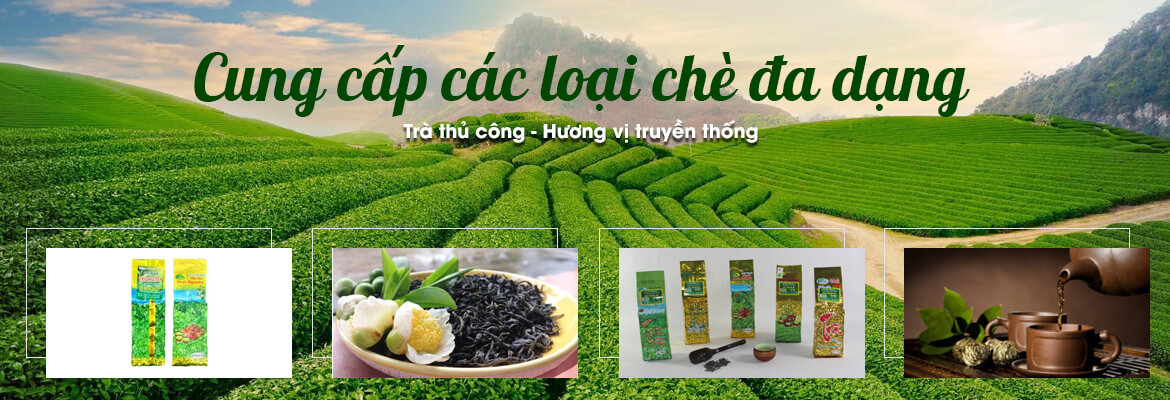 Cung cấp các loại chè đa dạng
Trà thủ công - Hương vị truyền thống